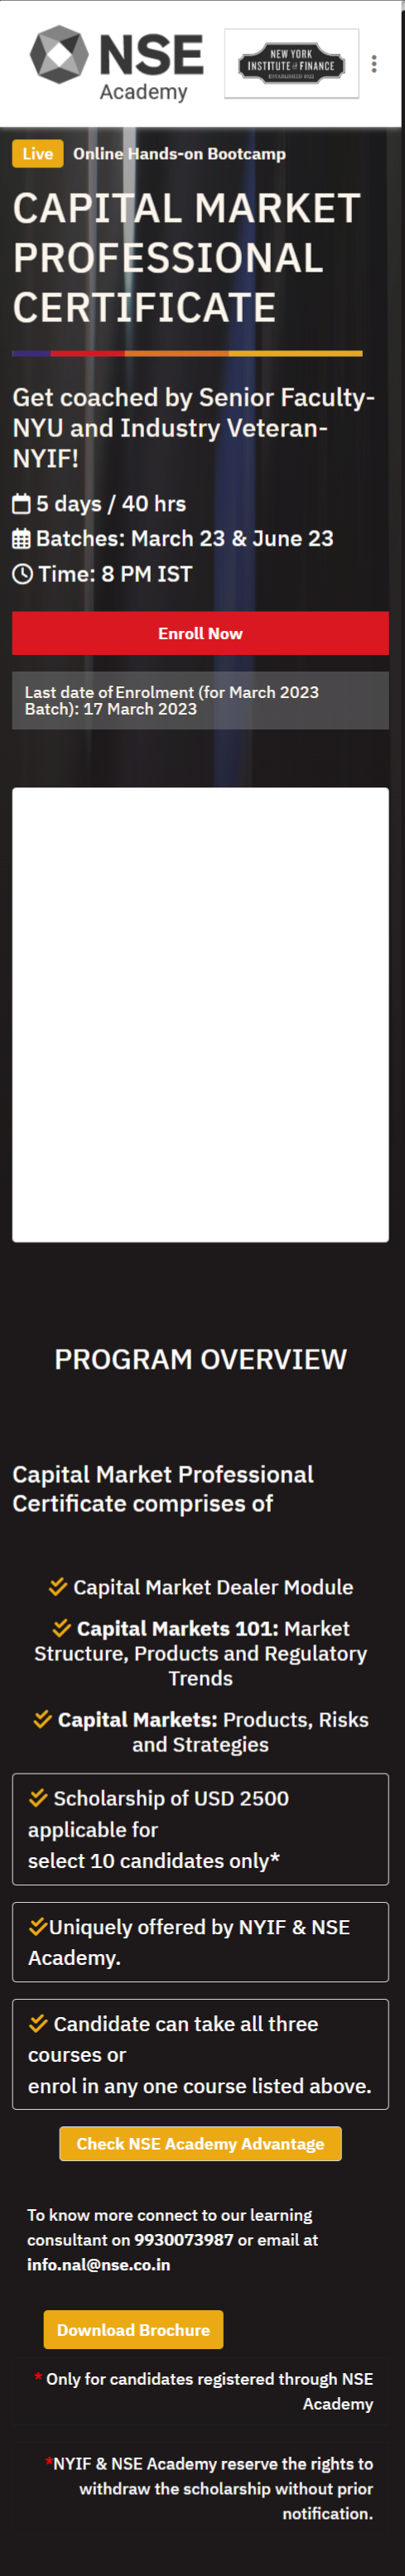 NSE
Academy
NEW YORK
INSTITUTE of FINANCE
ESTABLISHED 1922
Live Online Hands-on Bootcamp
CAPITAL MARKET
PROFESSIONAL
CERTIFICATE
Get coached by Senior Faculty-
NYU and Industry Veteran-
NYIF!
5 days / 40 hrs
Batches: March 23 & June 23
Time: 8 PM IST
Enroll Now
Last date of Enrolment (for March 2023
Batch): 17 March 2023
PROGRAM OVERVIEW
Capital Market Professional
Certificate comprises of
Capital Market Dealer Module
Capital Markets 101: Market
Structure, Products and Regulatory
Trends
Capital Markets: Products, Risks
and Strategies
Scholarship of USD 2500
applicable for
select 10 candidates only*
Uniquely offered by NYIF & NSE
Academy.
Candidate can take all three
courses or
enrol in any one course listed above.
Check NSE Academy Advantage
To know more connect to our learning
consultant on 9930073987 or email at
info.nal@nse.co.in
Download Brochure
* Only for candidates registered through NSE
Academy
*NYIF & NSE Academy reserve the rights to
withdraw the scholarship without prior
notification.